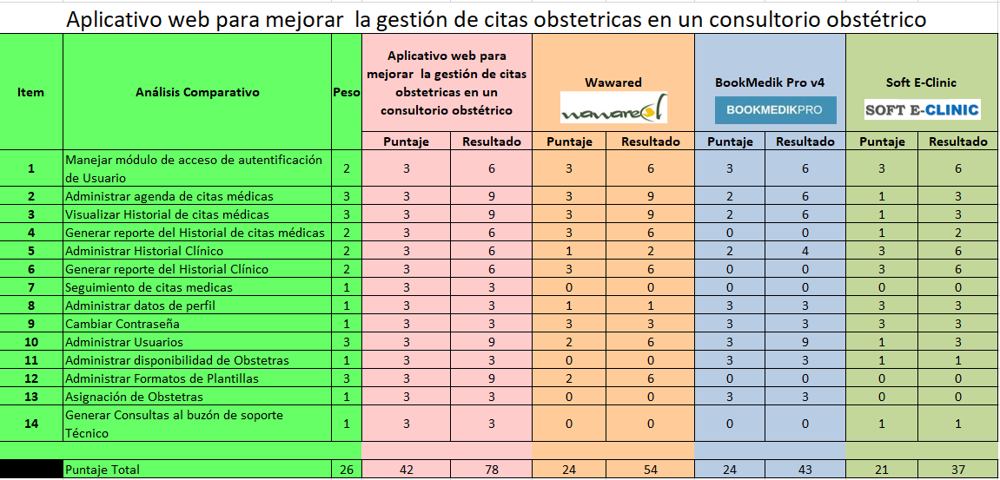 Aplicativo web para mejorar  la gestión de citas obstetricas en un consultorio obstétrico
Item Análisis Comparativo Peso
Aplicativo web para
mejorar  la gestión de citas
obstetricas en un
consultorio obstétrico
Wawared
wawared
BookMedik Pro v4
BOOKMEDIKPRO
Soft E-Clinic
SOFT E-CLINIC
Puntaje Resultado Puntaje Resultado Puntaje Resultado Puntaje Resultado
1 Manejar módulo de acceso de autentificación
de Usuario 2 3 6 3 6 3 6 3 6
2 Administrar agenda de citas médicas 3 3 9 3 9 2 6 1 3
3 Visualizar Historial de citas médicas 3 3 9 3 9 2 6 1 3
4 Generar reporte del Historial de citas médicas 2 3 6 3 6 0 0 1 2
5 Administrar Historial Clínico 2 3 6 1 2 2 4 3 6
6 Generar reporte del Historial Clínico 2 3 6 3 6 0 0 3 6
7 Seguimiento de citas medicas 1 3 3 0 0 0 0 0 0
8 Administrar datos de perfil 1 3 3 1 1 3 3 3 3
9 Cambiar Contraseña 1 3 3 3 3 3 3 3 3
10 Administrar Usuarios 3 3 9 2 6 3 9 1 3
11 Administrar disponibilidad de Obstetras 1 3 3 0 0 3 3 1 1
12 Administrar Formatos de Plantillas 3 3 9 2 6 0 0 0 0
13 Asignación de Obstetras 1 3 3 0 0 3 3 0 0
14 Generar Consultas al buzón de soporte
Técnico 1 3 3 0 0 0 0 1 1
Puntaje Total 26 42 78 24 54 24 43 21 37